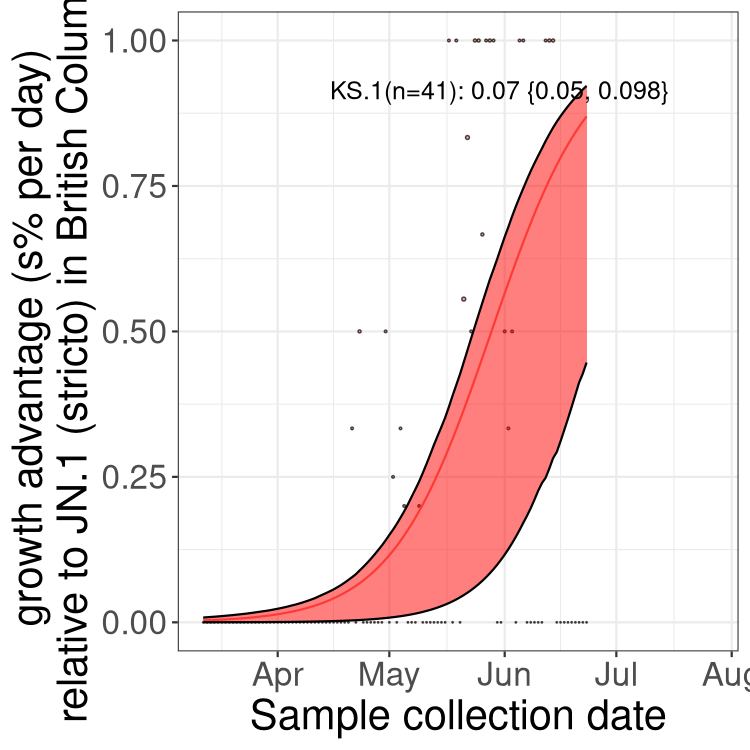 growth advantage (s% per day)
relative to JN.1 (stricto) in British Colum
1.00
0.75
0.50
0.25
0.00
KS.1(n=41): 0.07 {0.05, 0.098}
Apr May Jun Jul Aug
Sample collection date